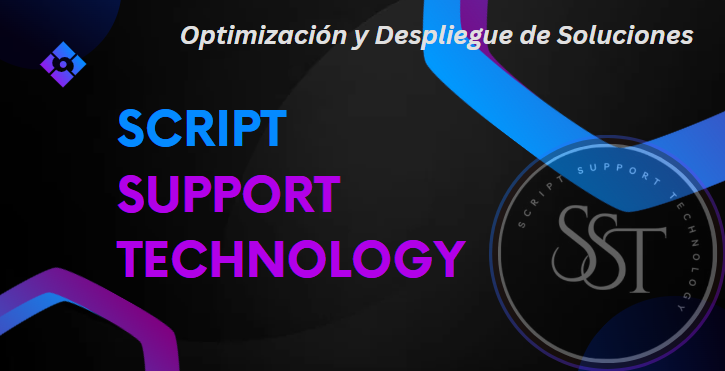 Optimización y Despliegue de Soluciones
SCRIPT
SUPPORT
TECHNOLOGY
SCRIPT SUPPORT TECHNOLOGY
SST